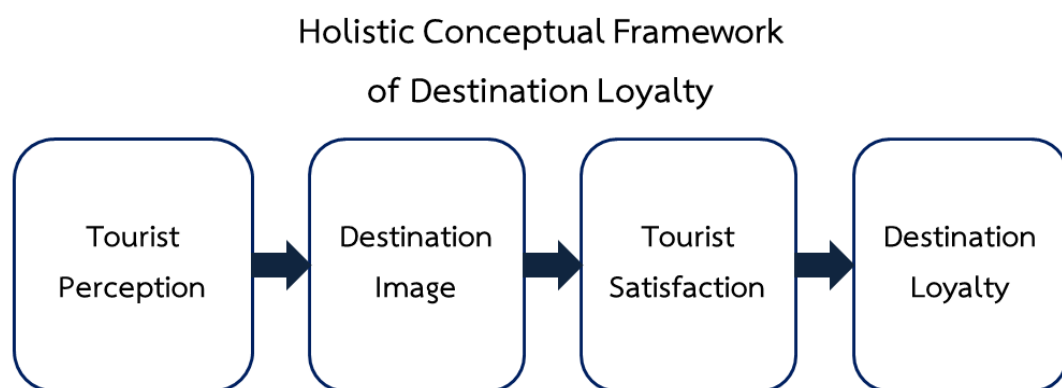 Holistic Conceptual Framework
of Destination Loyalty
Tourist
Perception
Destination
Image
Tourist
Satisfaction
Destination
Loyalty